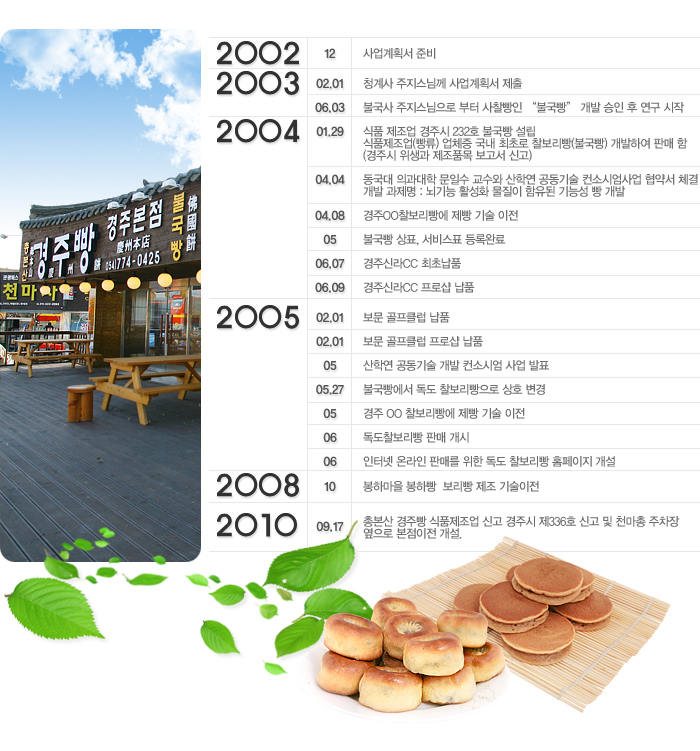 경주빵
慶州餠
경주본점
慶州本店
(054)774-0425
불국빵
佛國餠
총본산
천마
2002
12 사업계획서 준비
2003
02.01 청계사 주지스님께 사업계획서 제출
06.03 불국사 주지스님으로 부터 사찰빵인 “불국빵” 개발 승인 후 연구 시작
2004
01.29 식품 제조업 경주시 232호 불국빵 설립
식품제조업(빵류) 업체중 국내 최초로 찰보리빵(불국빵) 개발하여 판매 함
(경주시 위생과 제조품목 보고서 신고)
04.04 동국대 의과대학 문일수 교수와 산학연 공동기술 컨소시엄사업 협약서 체결
개발 과제명 : 뇌기능 활성화 물질이 함유된 기능성 빵 개발
04.08 경주OO찰보리빵에 제빵 기술 이전
05 불국빵 상표, 서비스표 등록완료
06.07 경주신라CC 최초납품
06.09 경주신라CC 프로샵 납품
2005
02.01 보문 골프클럽 납품
02.01 보문 골프클럽 프로샵 납품
05 산학연 공동기술 개발 컨소시엄 사업 발표
05.27 불국빵에서 독도 찰보리빵으로 상호 변경
05 경주 OO 찰보리빵에 제빵 기술 이전
06 독도찰보리빵 판매 개시
06 인터넷 온라인 판매를 위한 독도 찰보리빵 홈페이지 개설
2008
10 봉하마을 봉하빵 보리빵 제조 기술이전
2010
09.17 총본산 경주빵 식품제조업 신고 경주시 제336호 신고 및 천마총 주차장
옆으로 본점이전 개설.